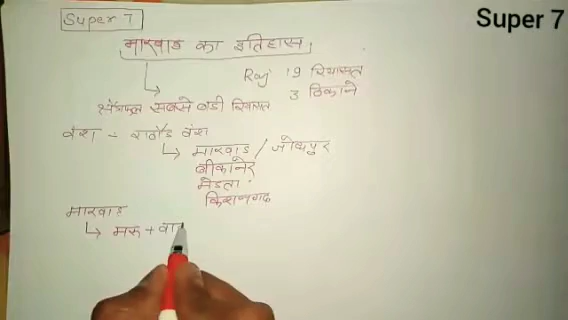 Super 7
Super 7
मारवाड का इतिहास
Raj 19 रियासत
3 ठिकाने
क्षेत्रफल सबसे बडी रियासत
वंश - राठौड वंश
मारवाड / जोधपुर
बीकानेर
मेडता
किशनगढ
मारवाड
मरू + वा